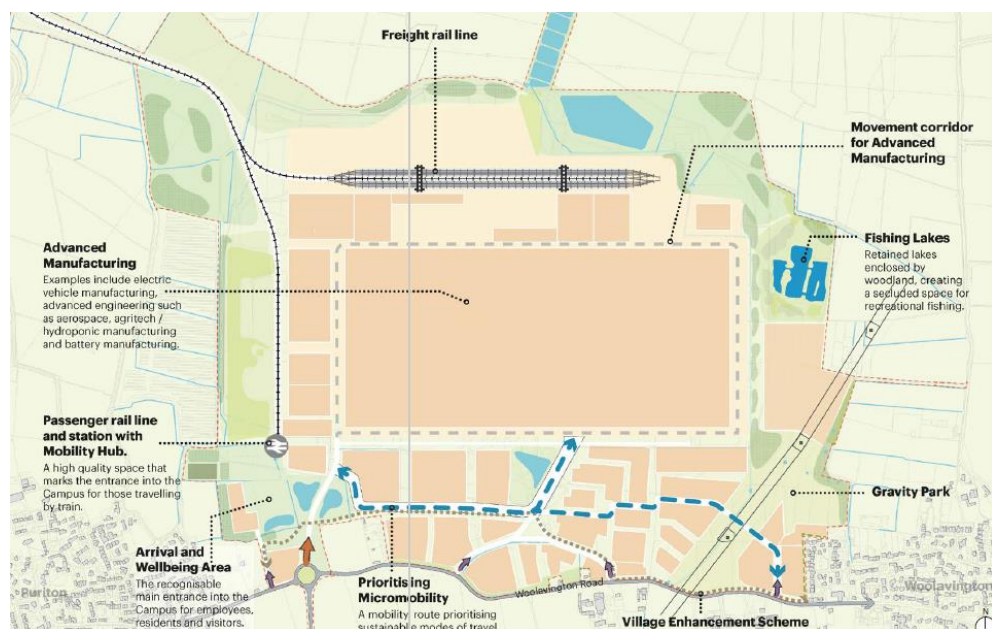 Freight rail line
Movement corridor
for Advanced
Manufacturing
Advanced
Manufacturing
Examples include electric
vehicle manufacturing,
advanced engineering such
as aerospace, agritech /
hydroponic manufacturing
and battery manufacturing.
Fishing Lakes
Retained lakes
enclosed by
woodland, creating
a secluded space for
recreational fishing.
Passenger rail line
and station with
Mobility Hub.
A high quality space that
marks the entrance into the
Campus for those travelling
by train.
Gravity Park
Arrival and
Wellbeing Area
The recognisable
main entrance into the
Campus for employees,
residents and visitors.
Prioritising
Micromobility
A mobility route prioritising
sustainable modes of travel
Woolavington Road
Puriton
Woolavington
Village Enhancement Scheme
N